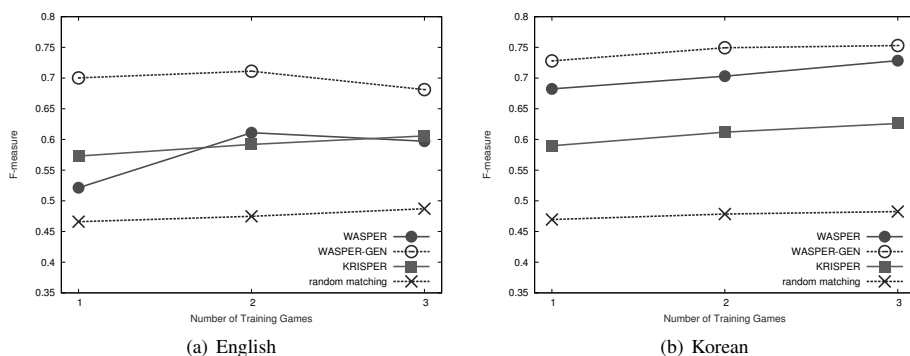 0.8
0.75
0.7
0.65
0.6
0.55
0.5
0.45
0.4
0.35
F-measure
1
2
3
Number of Training Games
WASPER
WASPER-GEN
KRISPER
random matching
(a) English
0.8
0.75
0.7
0.65
0.6
0.55
0.5
0.45
0.4
0.35
F-measure
1
2
3
Number of Training Games
WASPER
WASPER-GEN
KRISPER
random matching
(b) Korean